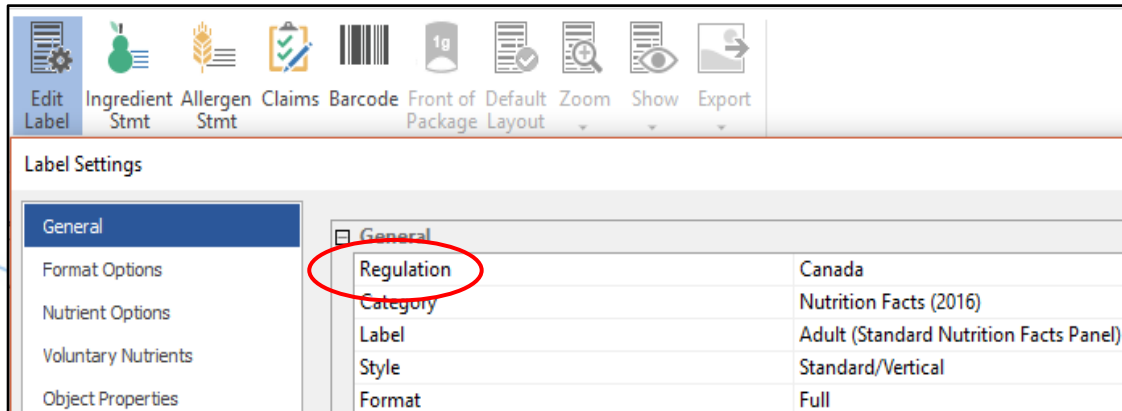 1g
Edit Ingredient Allergen Claims Barcode Front of Default Zoom Show Export
Label Stmt Stmt Package Layout
Label Settings
General
General
Format Options
Regulation Canada
Nutrient Options
Category Nutrition Facts (2016)
Voluntary Nutrients
Label Adult (Standard Nutrition Facts Panel)
Style Standard/Vertical
Object Properties
Format Full